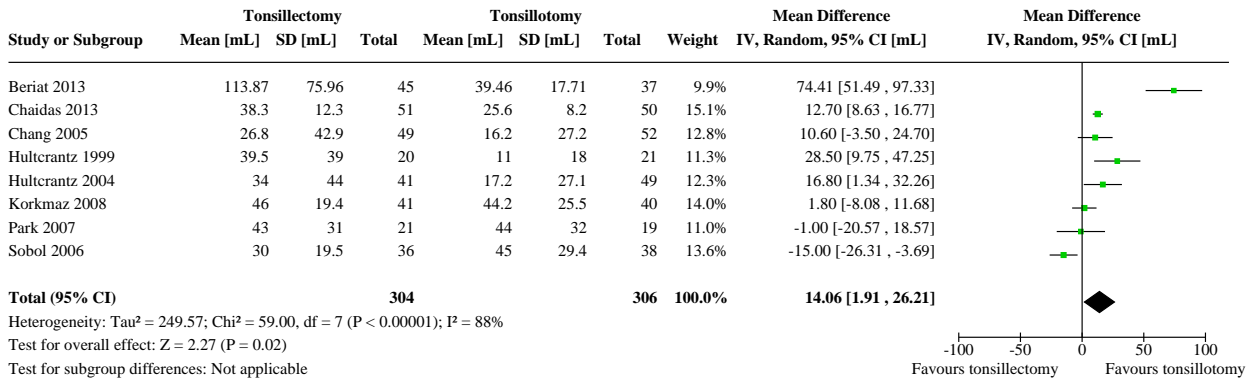 Tonsillectomy Tonsillotomy Mean Difference Mean Difference
Study or Subgroup Mean [mL] SD [mL] Total Mean [mL] SD [mL] Total Weight IV, Random, 95% CI [mL] IV, Random, 95% CI [mL]
Beriat 2013 113.87 75.96 45 39.46 17.71 37 9.9% 74.41 [51.49 , 97.33]
Chaidas 2013 38.3 12.3 51 25.6 8.2 50 15.1% 12.70 [8.63 , 16.77]
Chang 2005 26.8 42.9 49 16.2 27.2 52 12.8% 10.60 [-3.50 , 24.70]
Hultcrantz 1999 39.5 39 20 11 18 21 11.3% 28.50 [9.75 , 47.25]
Hultcrantz 2004 34 44 41 17.2 27.1 49 12.3% 16.80 [1.34 , 32.26]
Korkmaz 2008 46 19.4 41 44.2 25.5 40 14.0% 1.80 [-8.08 , 11.68]
Park 2007 43 31 21 44 32 19 11.0% -1.00 [-20.57 , 18.57]
Sobol 2006 30 19.5 36 45 29.4 38 13.6% -15.00 [-26.31 , -3.69]
Total (95% CI) 304 306 100.0% 14.06 [1.91 , 26.21]
Heterogeneity: Tau² = 249.57; Chi² = 59.00, df = 7 (P < 0.00001); I² = 88%
Test for overall effect: Z = 2.27 (P = 0.02) -100 -50 0 50 100
Test for subgroup differences: Not applicable Favours tonsillectomy Favours tonsillotomy